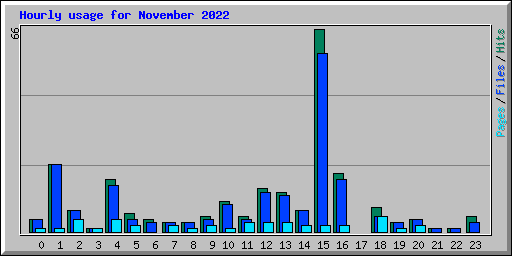 Hourly usage for November 2022
66
Pages/Files/Hits
0 1 2 3 4 5 6 7 8 9 10 11 12 13 14 15 16 17 18 19 20 21 22 23